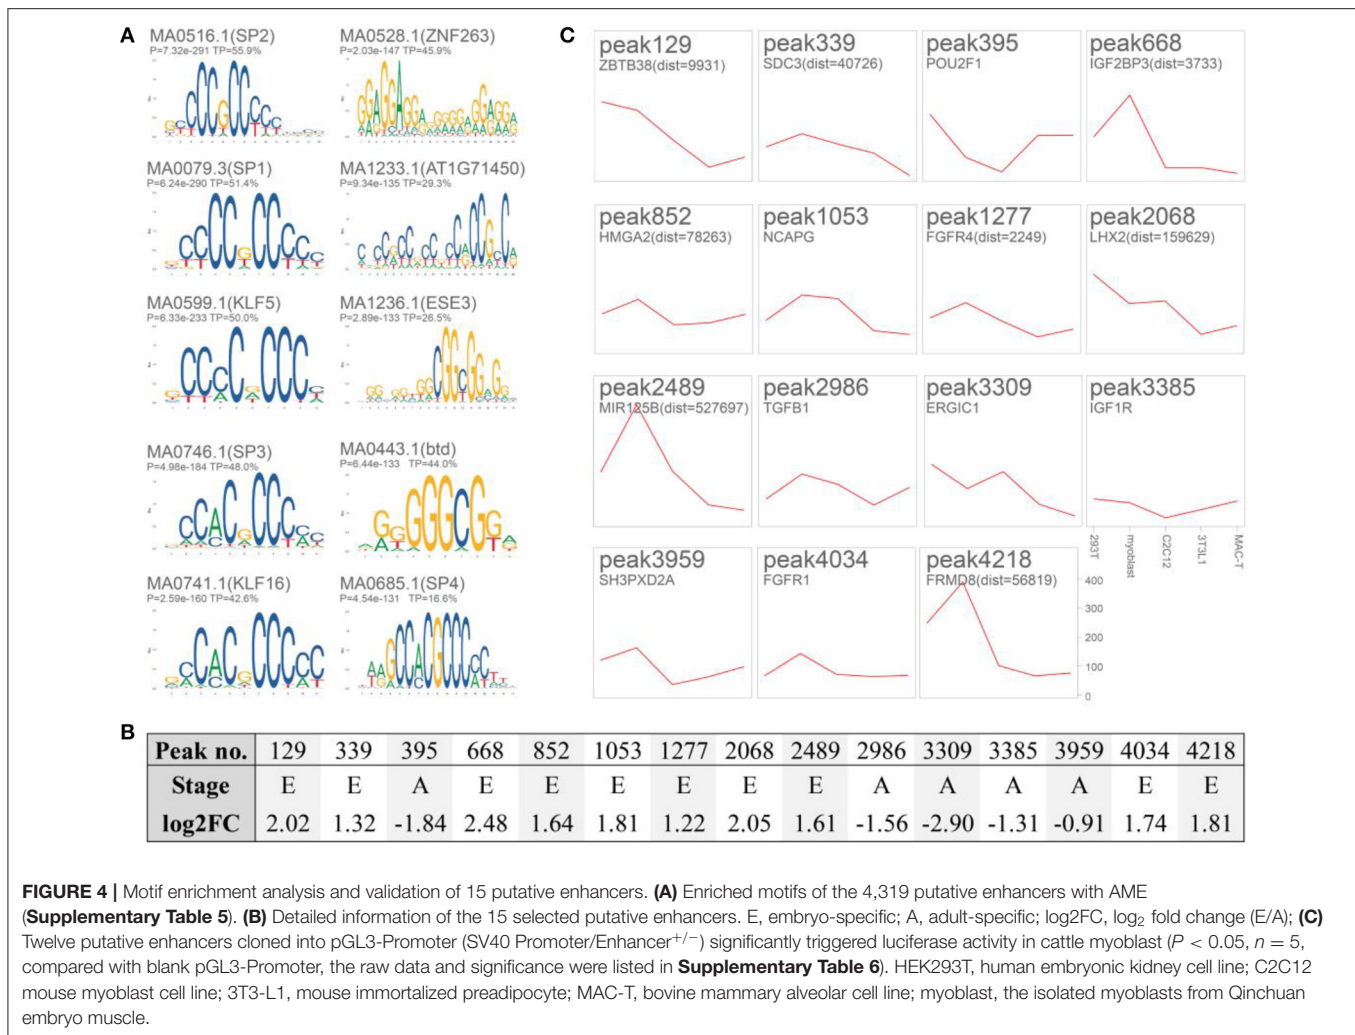 A
MA0516.1(SP2)
P=7.32e-291 TP=55.9%
MA0528.1(ZNF263)
P=2.03e-147 TP=45.9%
MA0079.3(SP1)
P=6.24e-290 TP=51.4%
MA1233.1(AT1G71450)
P=9.34e-135 TP=29.3%
MA0599.1(KLF5)
P=6.33e-233 TP=50.0%
MA1236.1(ESE3)
P=2.89e-133 TP=26.5%
MA0746.1(SP3)
P=4.98e-184 TP=48.0%
MA0443.1(btd)
P=6.44e-133 TP=44.0%
MA0741.1(KLF16)
P=2.59e-160 TP=42.6%
MA0685.1(SP4)
P=4.54e-131 TP=16.6%
C
peak129
ZBTB38(dist=9931)
peak339
SDC3(dist=40726)
peak395
POU2F1
peak668
IGF2BP3(dist=3733)
peak852
HMGA2(dist=78263)
peak1053
NCAPG
peak1277
FGFR4(dist=2249)
peak2068
LHX2(dist=159629)
peak2489
MIR125B(dist=527697)
peak2986
TGFB1
peak3309
ERGIC1
peak3385
IGF1R
293T
myoblast
C2C12
3T3L1
MAC-T
peak3959
SH3PXD2A
peak4034
FGFR1
peak4218
FRMD8(dist=56819)
400
300
200
100
0
B
Peak no. 129 339 395 668 852 1053 1277 2068 2489 2986 3309 3385 3959 4034 4218
Stage E E A E E E E E E A A A A E E
log2FC 2.02 1.32 -1.84 2.48 1.64 1.81 1.22 2.05 1.61 -1.56 -2.90 -1.31 -0.91 1.74 1.81
FIGURE 4 | Motif enrichment analysis and validation of 15 putative enhancers. (A) Enriched motifs of the 4,319 putative enhancers with AME
(Supplementary Table 5). (B) Detailed information of the 15 selected putative enhancers. E, embryo-specific; A, adult-specific; log2FC, log2 fold change (E/A); (C)
Twelve putative enhancers cloned into pGL3-Promoter (SV40 Promoter/Enhancer+/−) significantly triggered luciferase activity in cattle myoblast (P < 0.05, n = 5,
compared with blank pGL3-Promoter, the raw data and significance were listed in Supplementary Table 6). HEK293T, human embryonic kidney cell line; C2C12
mouse myoblast cell line; 3T3-L1, mouse immortalized preadipocyte; MAC-T, bovine mammary alveolar cell line; myoblast, the isolated myoblasts from Qinchuan
embryo muscle.